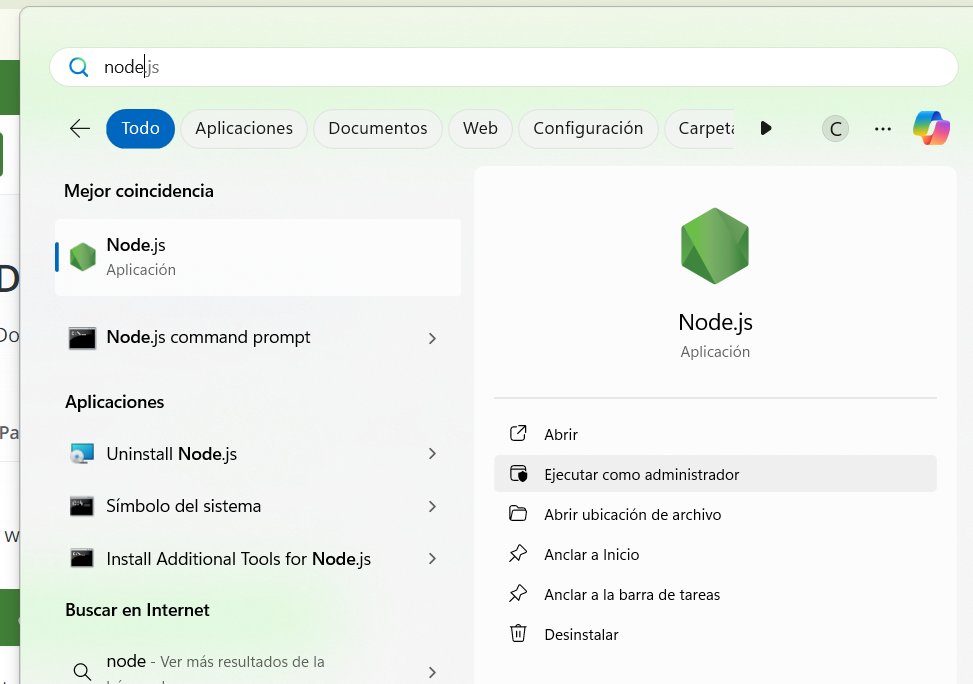 node.js
Todo
Aplicaciones
Documentos
Web
Configuración
Carpeta
C
Mejor coincidencia
Node.js
Aplicación
Node.js command prompt
Aplicaciones
Uninstall Node.js
Símbolo del sistema
Install Additional Tools for Node.js
Buscar en Internet
node - Ver más resultados de la
Node.js
Aplicación
Abrir
Ejecutar como administrador
Abrir ubicación de archivo
Anclar a Inicio
Anclar a la barra de tareas
Desinstalar
D
Do
Pa
W